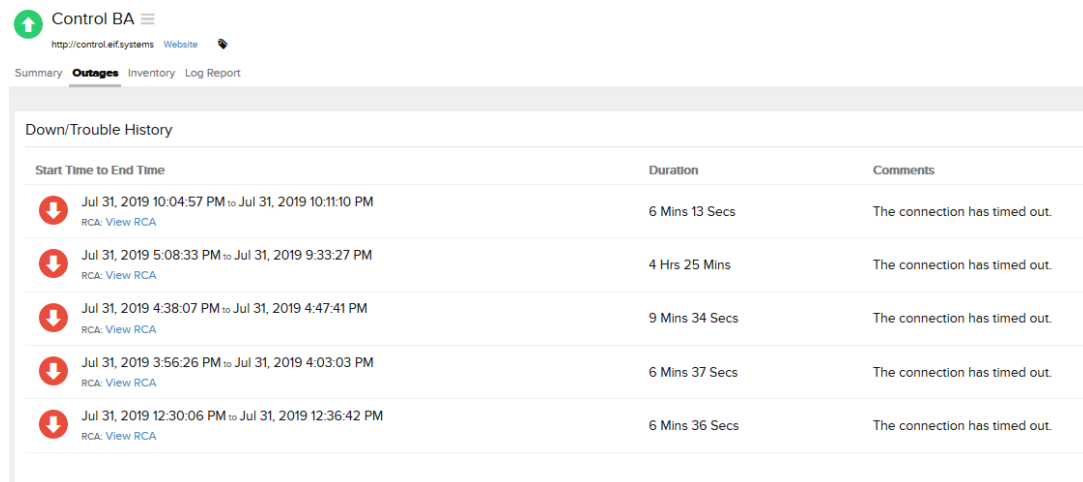 Control BA
http://control.eif.systems Website
Summary Outages Inventory Log Report
Down/Trouble History
Start Time to End Time Duration Comments
Jul 31, 2019 10:04:57 PM to Jul 31, 2019 10:11:10 PM
RCA: View RCA
6 Mins 13 Secs The connection has timed out.
Jul 31, 2019 5:08:33 PM to Jul 31, 2019 9:33:27 PM
RCA: View RCA
4 Hrs 25 Mins The connection has timed out.
Jul 31, 2019 4:38:07 PM to Jul 31, 2019 4:47:41 PM
RCA: View RCA
9 Mins 34 Secs The connection has timed out.
Jul 31, 2019 3:56:26 PM to Jul 31, 2019 4:03:03 PM
RCA: View RCA
6 Mins 37 Secs The connection has timed out.
Jul 31, 2019 12:30:06 PM to Jul 31, 2019 12:36:42 PM
RCA: View RCA
6 Mins 36 Secs The connection has timed out.